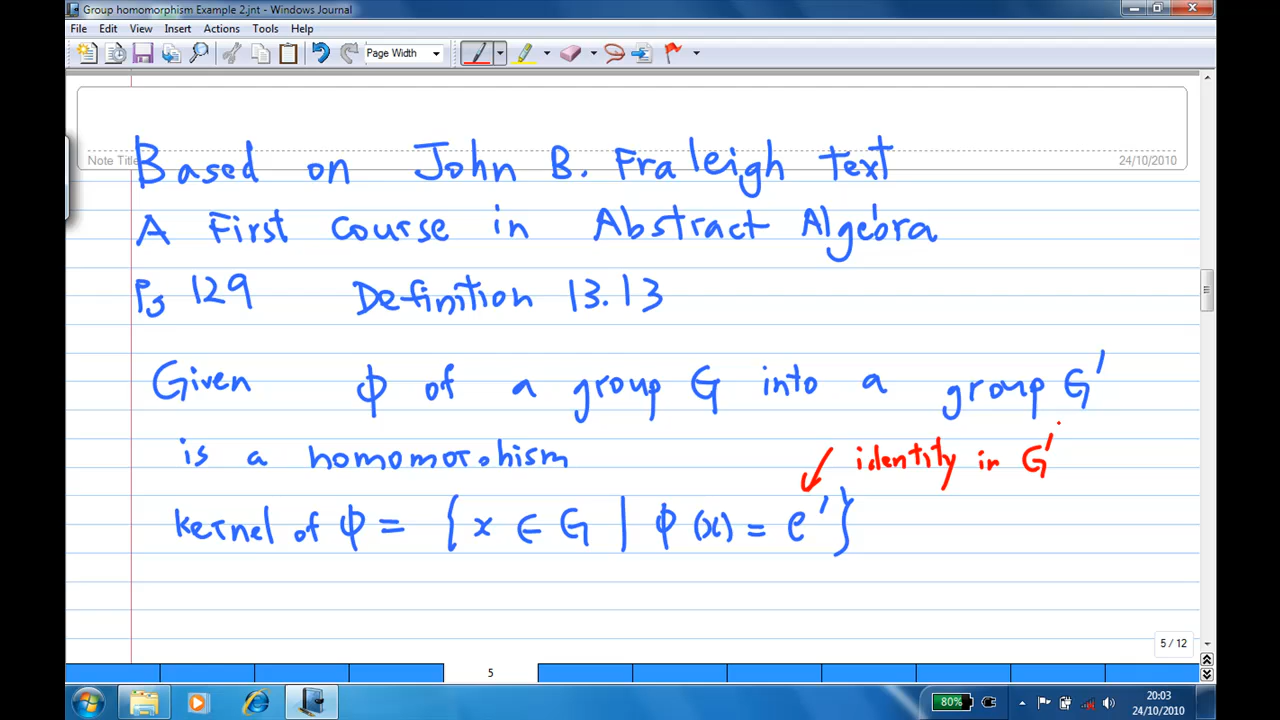 Group homomorphism Example 2.jnt - Windows Journal
File Edit View Insert Actions Tools Help
Page Width
Based on John B. Fraleigh text
Note Title
24/10/2010
A First Course in Abstract Algebra
Pg 129 Definition 13.13
Given ϕ of a group G into a group G'
is a homomorphism
identity in G'
kernel of ϕ = { x ∈ G | ϕ (x) = e' }
5 / 12
5
80%
20:03
24/10/2010